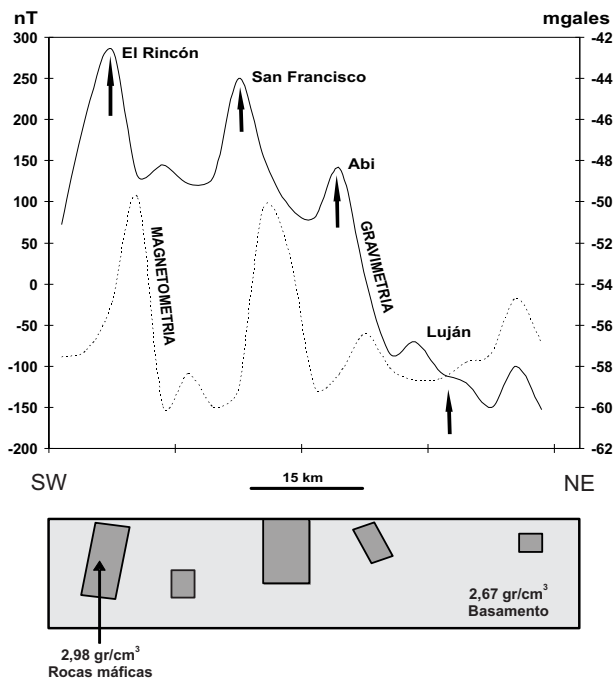 nT
mgales
300
250
200
150
100
50
0
-50
-100
-150
-200
-42
-44
-46
-48
-50
-52
-54
-56
-58
-60
-62
El Rincón
San Francisco
Abi
MAGNETOMETRIA
GRAVIMETRIA
Luján
SW
15 km
NE
2,67 gr/cm³
Basamento
2,98 gr/cm³
Rocas máficas